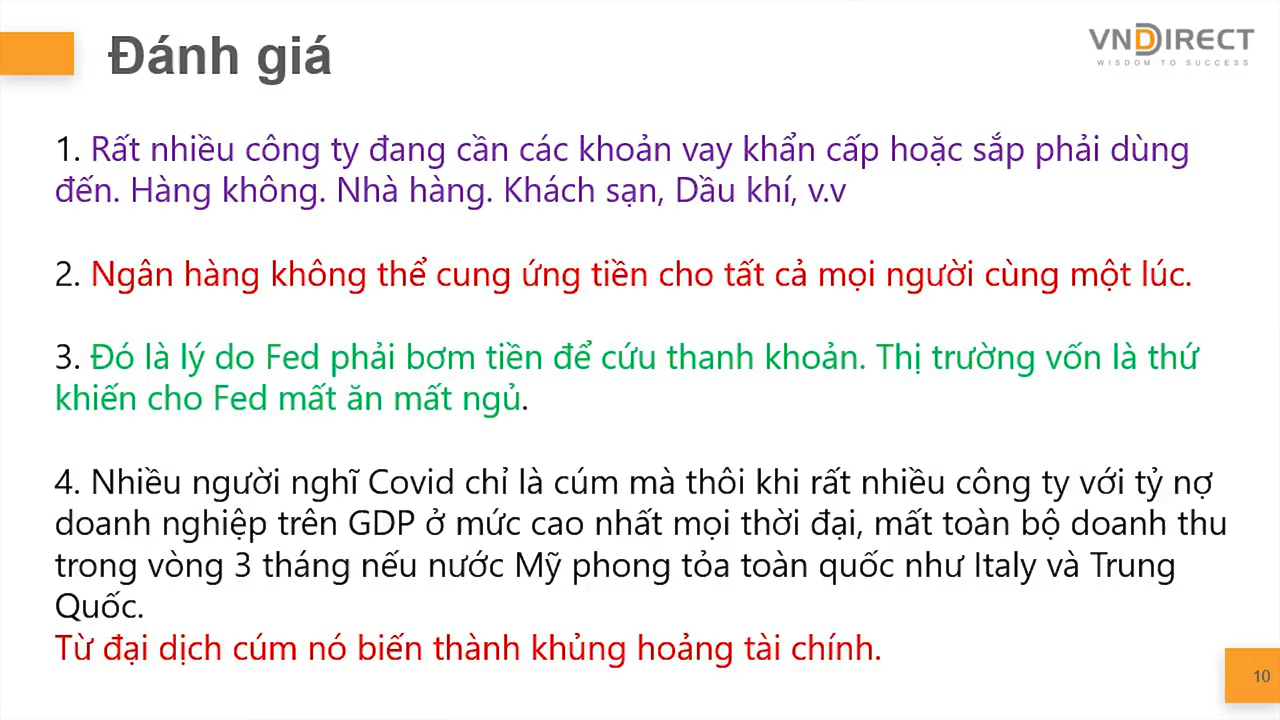 Đánh giá
VNDIRECT
WISDOM TO SUCCESS
1. Rất nhiều công ty đang cần các khoản vay khẩn cấp hoặc sắp phải dùng
đến. Hàng không. Nhà hàng. Khách sạn, Dầu khí, v.v
2. Ngân hàng không thể cung ứng tiền cho tất cả mọi người cùng một lúc.
3. Đó là lý do Fed phải bơm tiền để cứu thanh khoản. Thị trường vốn là thứ
khiến cho Fed mất ăn mất ngủ.
4. Nhiều người nghĩ Covid chỉ là cúm mà thôi khi rất nhiều công ty với tỷ nợ
doanh nghiệp trên GDP ở mức cao nhất mọi thời đại, mất toàn bộ doanh thu
trong vòng 3 tháng nếu nước Mỹ phong tỏa toàn quốc như Italy và Trung
Quốc.
Từ đại dịch cúm nó biến thành khủng hoảng tài chính.
10